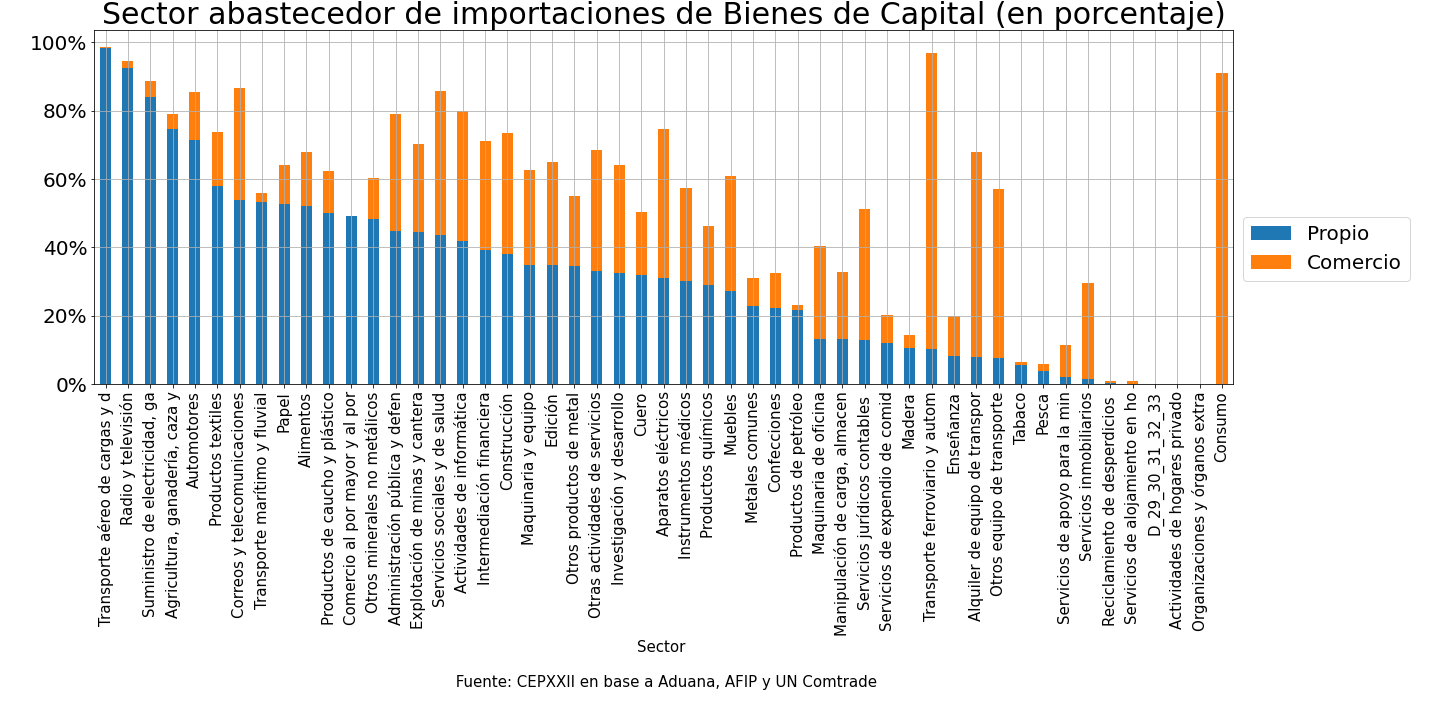 Sector abastecedor de importaciones de Bienes de Capital (en porcentaje)
100%
80%
60%
40%
20%
0%
Propio
Comercio
Transporte aéreo de cargas y d
Radio y televisión
Suministro de electricidad, ga
Agricultura, ganadería, caza y
Automotores
Productos textiles
Correos y telecomunicaciones
Transporte marítimo y fluvial
Papel
Alimentos
Productos de caucho y plástico
Comercio al por mayor y al por
Otros minerales no metálicos
Administración pública y defen
Explotación de minas y cantera
Servicios sociales y de salud
Actividades de informática
Intermediación financiera
Construcción
Maquinaria y equipo
Edición
Otros productos de metal
Otras actividades de servicios
Investigación y desarrollo
Cuero
Aparatos eléctricos
Instrumentos médicos
Productos químicos
Muebles
Metales comunes
Confecciones
Productos de petróleo
Maquinaria de oficina
Manipulación de carga, almacen
Servicios jurídicos contables
Servicios de expendio de comid
Madera
Transporte ferroviario y autom
Enseñanza
Alquiler de equipo de transpor
Otros equipo de transporte
Tabaco
Pesca
Servicios de apoyo para la min
Servicios inmobiliarios
Reciclamiento de desperdicios
Servicios de alojamiento en ho
D_29_30_31_32_33
Actividades de hogares privado
Organizaciones y órganos extra
Consumo
Sector
Fuente: CEPXXII en base a Aduana, AFIP y UN Comtrade